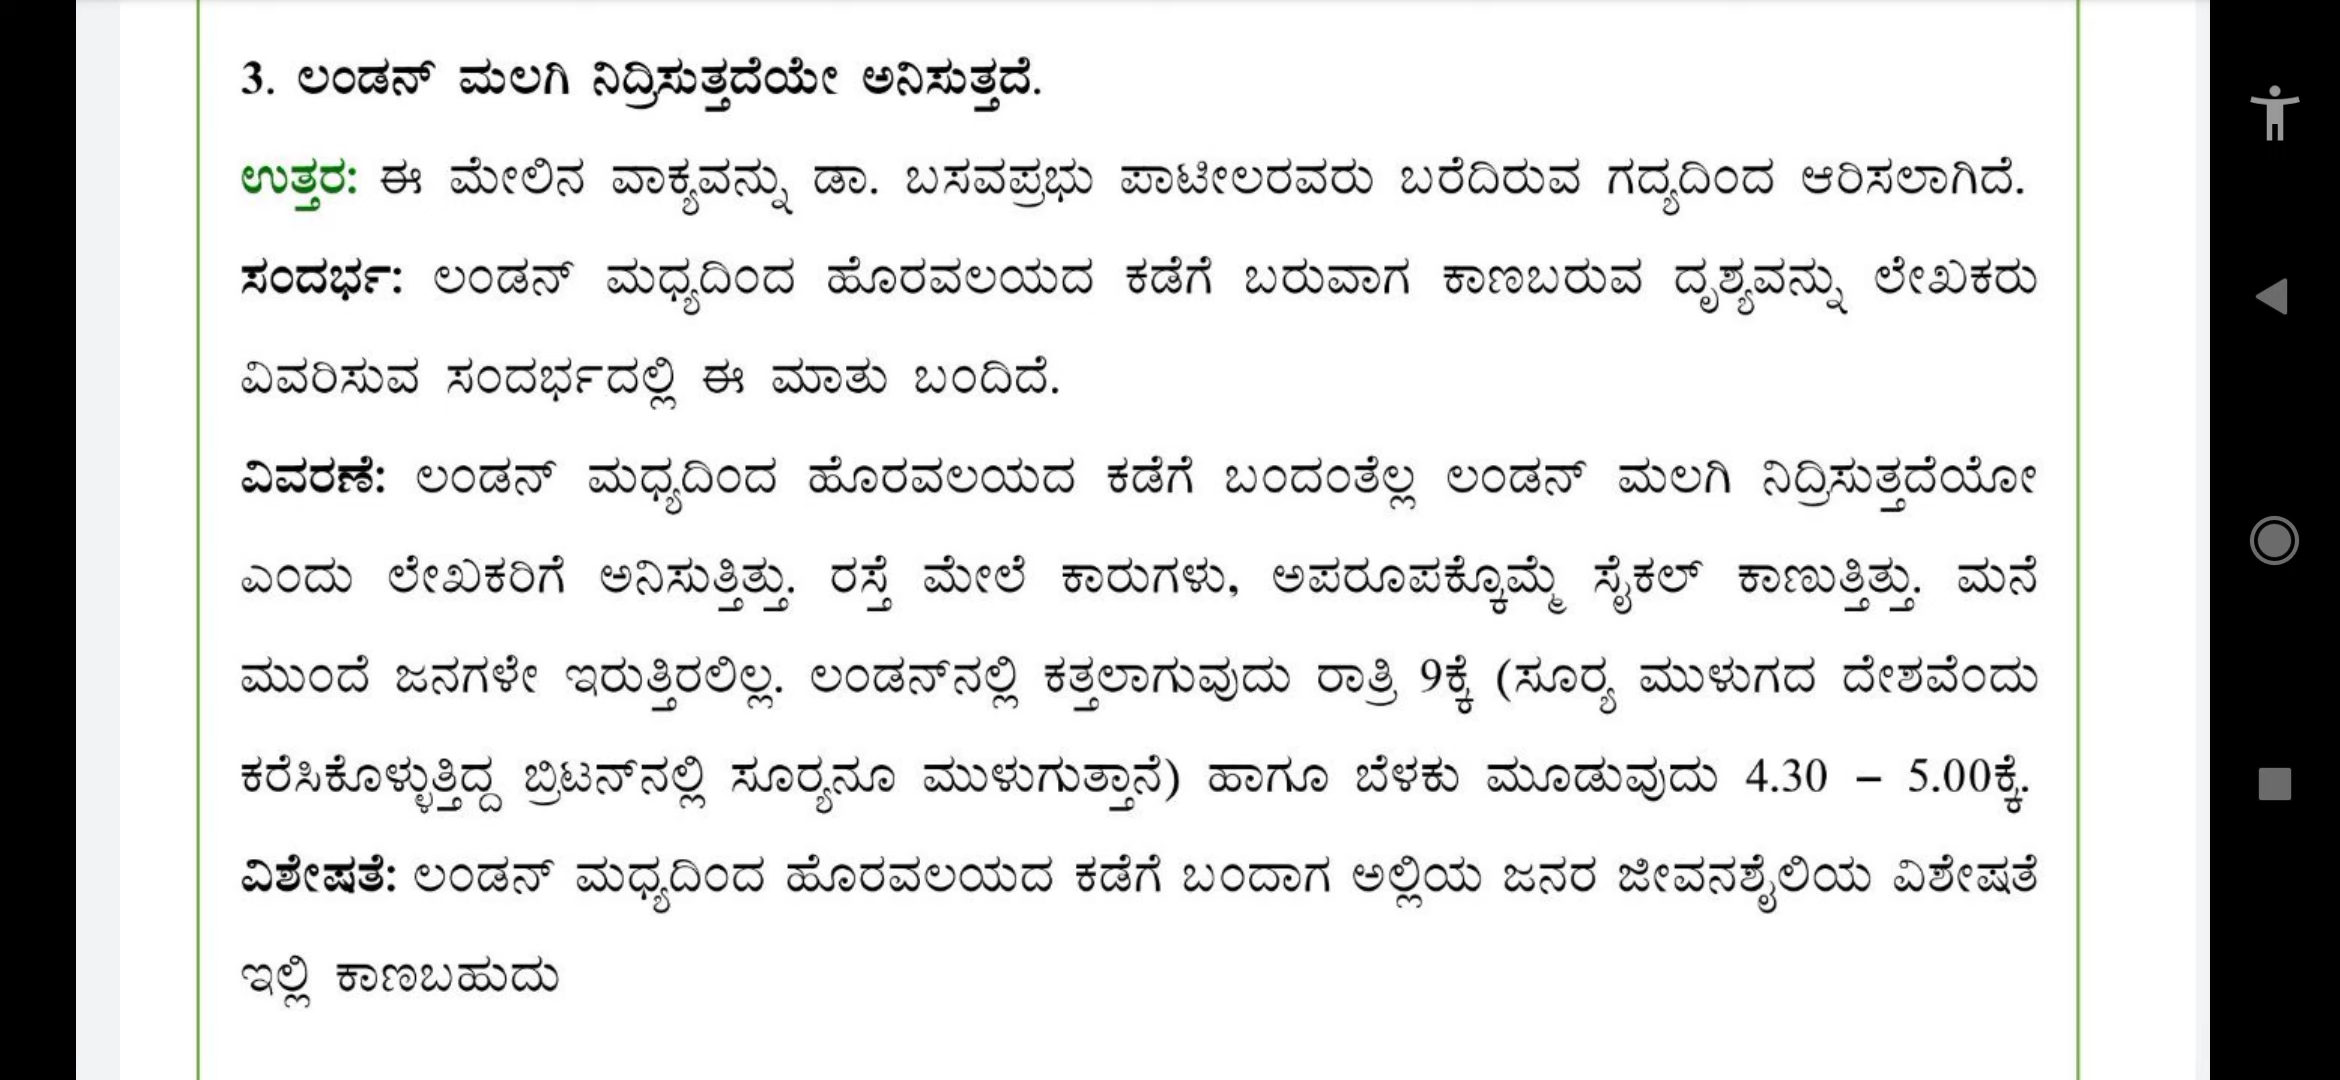 3. ಲಂಡನ್ ಮಲಗಿ ನಿದ್ರಿಸುತ್ತದೆಯೇ ಅನಿಸುತ್ತದೆ.
ಉತ್ತರ: ಈ ಮೇಲಿನ ವಾಕ್ಯವನ್ನು ಡಾ. ಬಸವಪ್ರಭು ಪಾಟೀಲರವರು ಬರೆದಿರುವ ಗದ್ಯದಿಂದ ಆರಿಸಲಾಗಿದೆ.
ಸಂದರ್ಭ: ಲಂಡನ್ ಮಧ್ಯದಿಂದ ಹೊರವಲಯದ ಕಡೆಗೆ ಬರುವಾಗ ಕಾಣಬರುವ ದೃಶ್ಯವನ್ನು ಲೇಖಕರು
ವಿವರಿಸುವ ಸಂದರ್ಭದಲ್ಲಿ ಈ ಮಾತು ಬಂದಿದೆ.
ವಿವರಣೆ: ಲಂಡನ್ ಮಧ್ಯದಿಂದ ಹೊರವಲಯದ ಕಡೆಗೆ ಬಂದಂತೆಲ್ಲ ಲಂಡನ್ ಮಲಗಿ ನಿದ್ರಿಸುತ್ತದೆಯೋ
ಎಂದು ಲೇಖಕರಿಗೆ ಅನಿಸುತ್ತಿತ್ತು. ರಸ್ತೆ ಮೇಲೆ ಕಾರುಗಳು, ಅಪರೂಪಕ್ಕೊಮ್ಮೆ ಸೈಕಲ್ ಕಾಣುತ್ತಿತ್ತು. ಮನೆ
ಮುಂದೆ ಜನಗಳೇ ಇರುತ್ತಿರಲಿಲ್ಲ. ಲಂಡನ್‌ನಲ್ಲಿ ಕತ್ತಲಾಗುವುದು ರಾತ್ರಿ 9ಕ್ಕೆ (ಸೂರ‍್ಯ ಮುಳುಗದ ದೇಶವೆಂದು
ಕರೆಸಿಕೊಳ್ಳುತ್ತಿದ್ದ ಬ್ರಿಟನ್‌ನಲ್ಲಿ ಸೂರ‍್ಯನೂ ಮುಳುಗುತ್ತಾನೆ) ಹಾಗೂ ಬೆಳಕು ಮೂಡುವುದು 4.30 – 5.00ಕ್ಕೆ.
ವಿಶೇಷತೆ: ಲಂಡನ್ ಮಧ್ಯದಿಂದ ಹೊರವಲಯದ ಕಡೆಗೆ ಬಂದಾಗ ಅಲ್ಲಿಯ ಜನರ ಜೀವನಶೈಲಿಯ ವಿಶೇಷತೆ
ಇಲ್ಲಿ ಕಾಣಬಹುದು